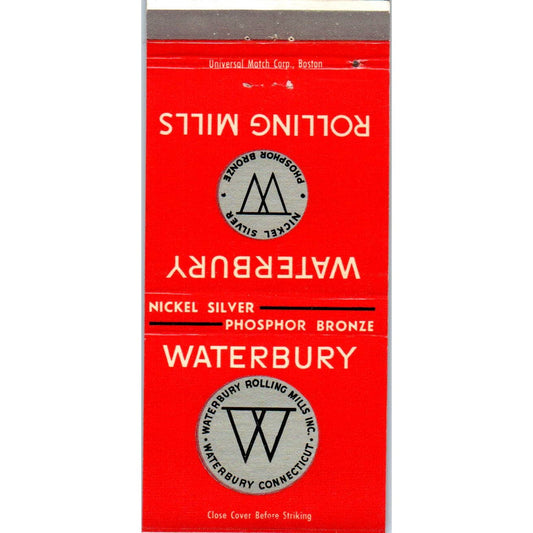 Universal Match Corp., Boston
WATERBURY
ROLLING MILLS
PHOSPHOR BRONZE • NICKEL SILVER •
W
NICKEL SILVER
PHOSPHOR BRONZE
WATERBURY
• WATERBURY ROLLING MILLS INC. •
WATERBURY CONNECTICUT
W
Close Cover Before Striking